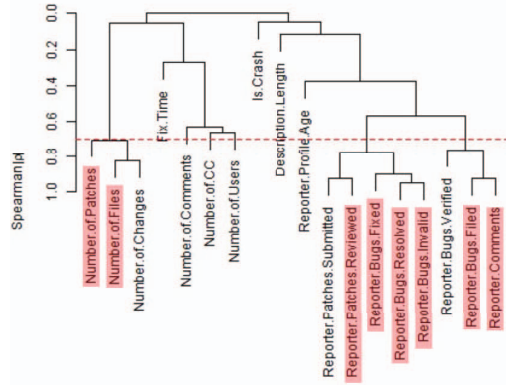 Spearman|ρ|
0.0
0.2
0.4
0.6
0.8
1.0
Number.of.Patches
Number.of.Files
Number.of.Changes
Fix.Time
Number.of.Comments
Number.of.CC
Number.of.Users
Is.Crash
Description.Length
Reporter.Profile.Age
Reporter.Patches.Submitted
Reporter.Patches.Reviewed
Reporter.Bugs.Fixed
Reporter.Bugs.Resolved
Reporter.Bugs.Invalid
Reporter.Bugs.Verified
Reporter.Bugs.Filed
Reporter.Comments